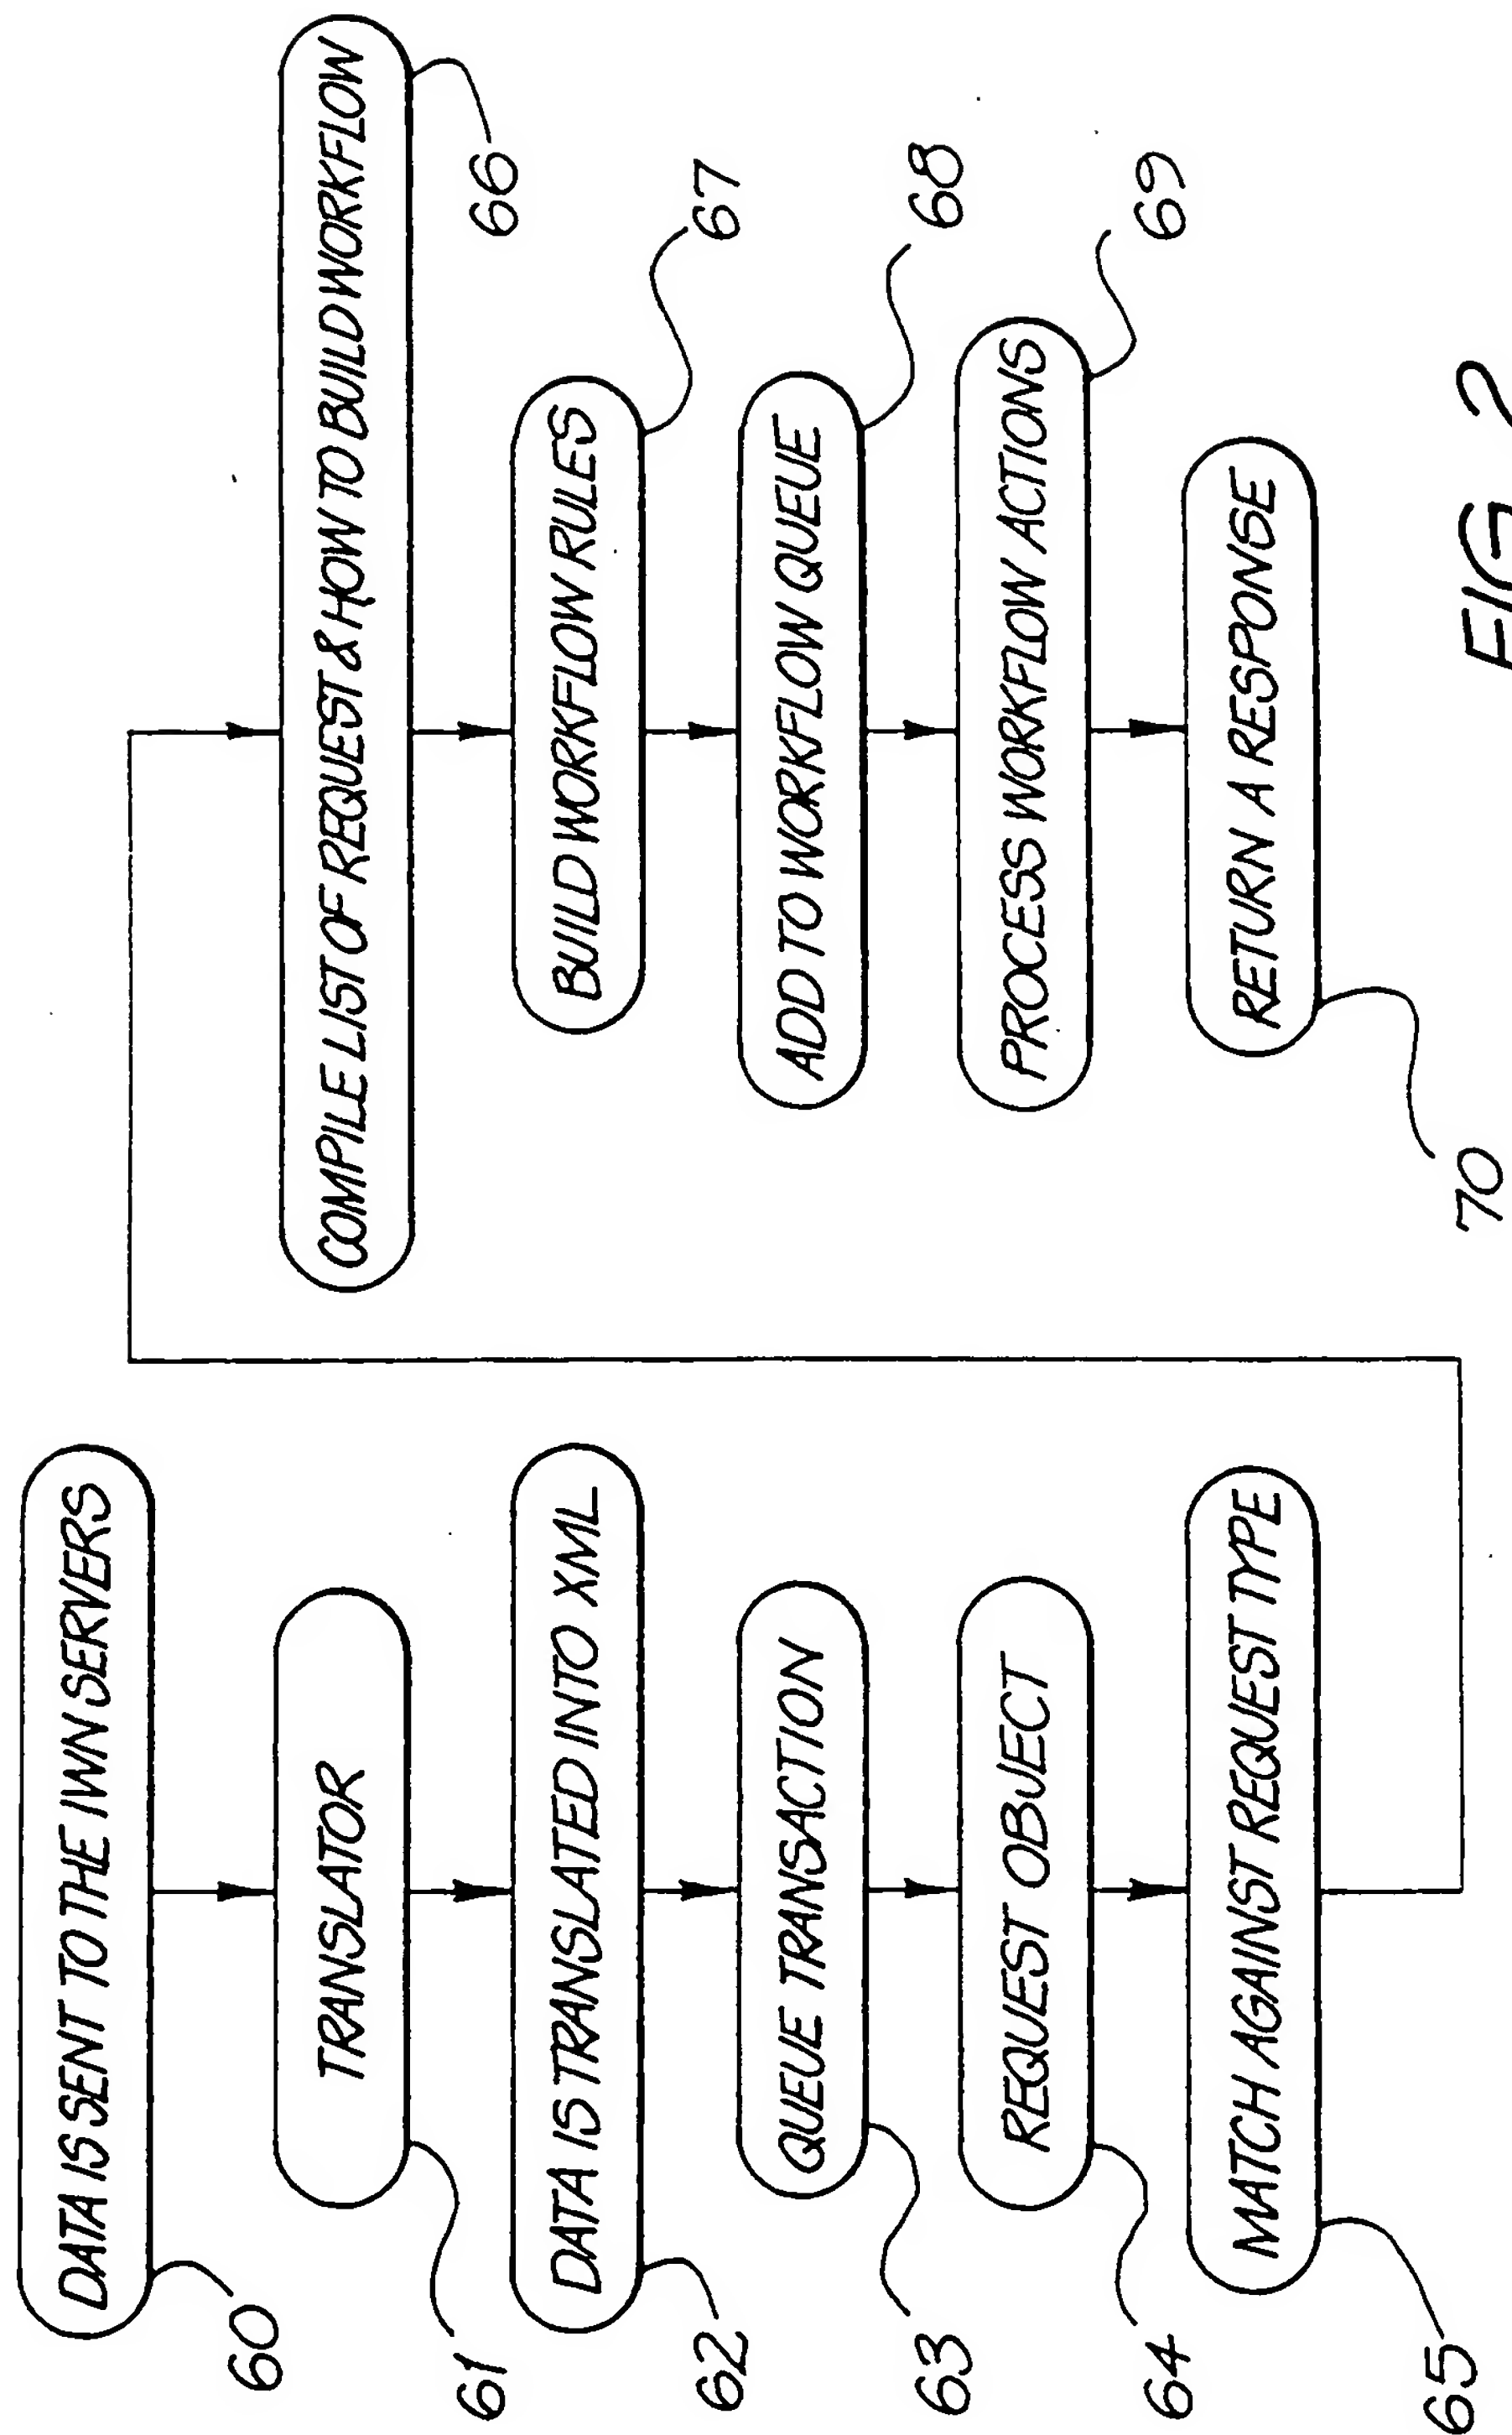 DATA IS SENT TO THE IWN SERVERS
60
TRANSLATOR
61
DATA IS TRANSLATED INTO XML
62
QUEUE TRANSACTION
63
REQUEST OBJECT
64
MATCH AGAINST REQUEST TYPE
65
COMPILE LIST OF REQUEST & HOW TO BUILD WORKFLOW
66
BUILD WORKFLOW RULES
67
ADD TO WORKFLOW QUEUE
68
PROCESS WORKFLOW ACTIONS
69
RETURN A RESPONSE
70
FIG 2